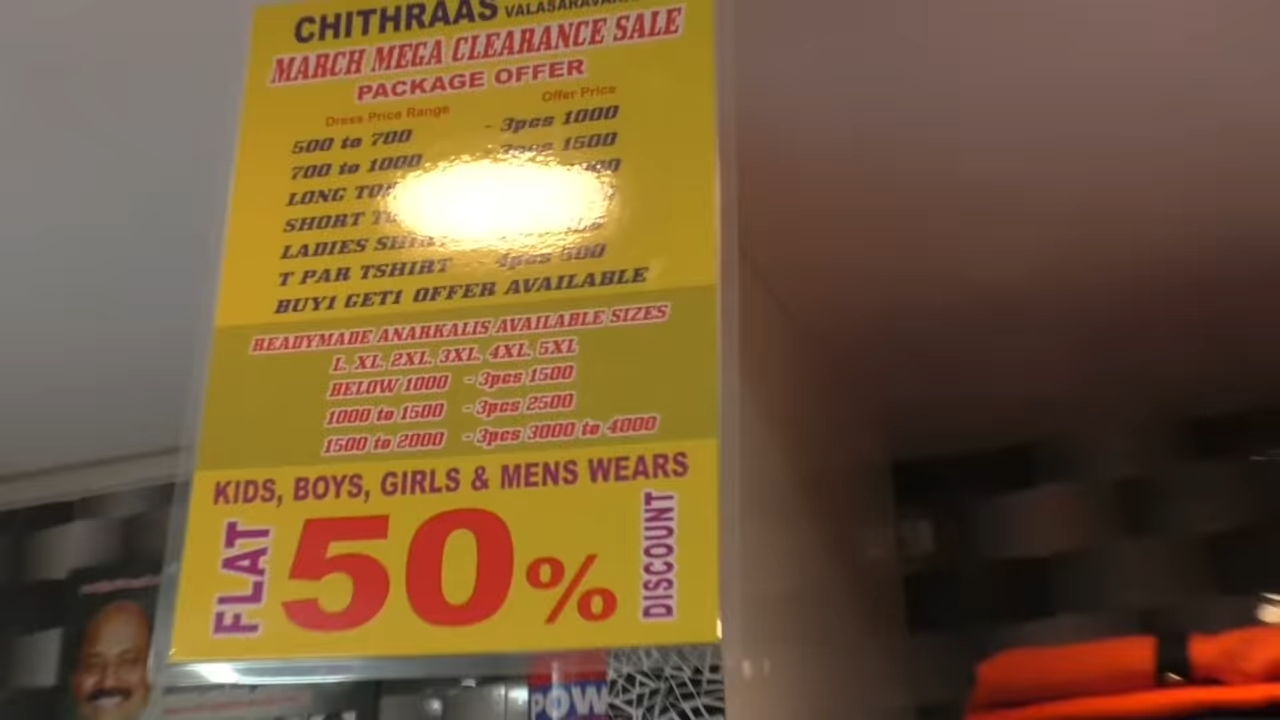 CHITHRAAS
MARCH MEGA CLEARANCE SALE
PACKAGE OFFER
Dress Price Range Offer Price
500 to 700 - 3pcs 1000
700 to 1000 - 3pcs 1500
LONG
SHORT
LADIES
T PAR TSHIRT 4pcs 500
BUY1 GET1 OFFER AVAILABLE
READYMADE ANARKALIS AVAILABLE SIZES
L, XL, 2XL, 3XL, 4XL, 5XL
BELOW 1000 - 3pcs 1500
1000 to 1500 - 3pcs 2500
1500 to 2000 - 3pcs 3000 to 4000
KIDS, BOYS, GIRLS & MENS WEARS
FLAT 50% DISCOUNT
POW